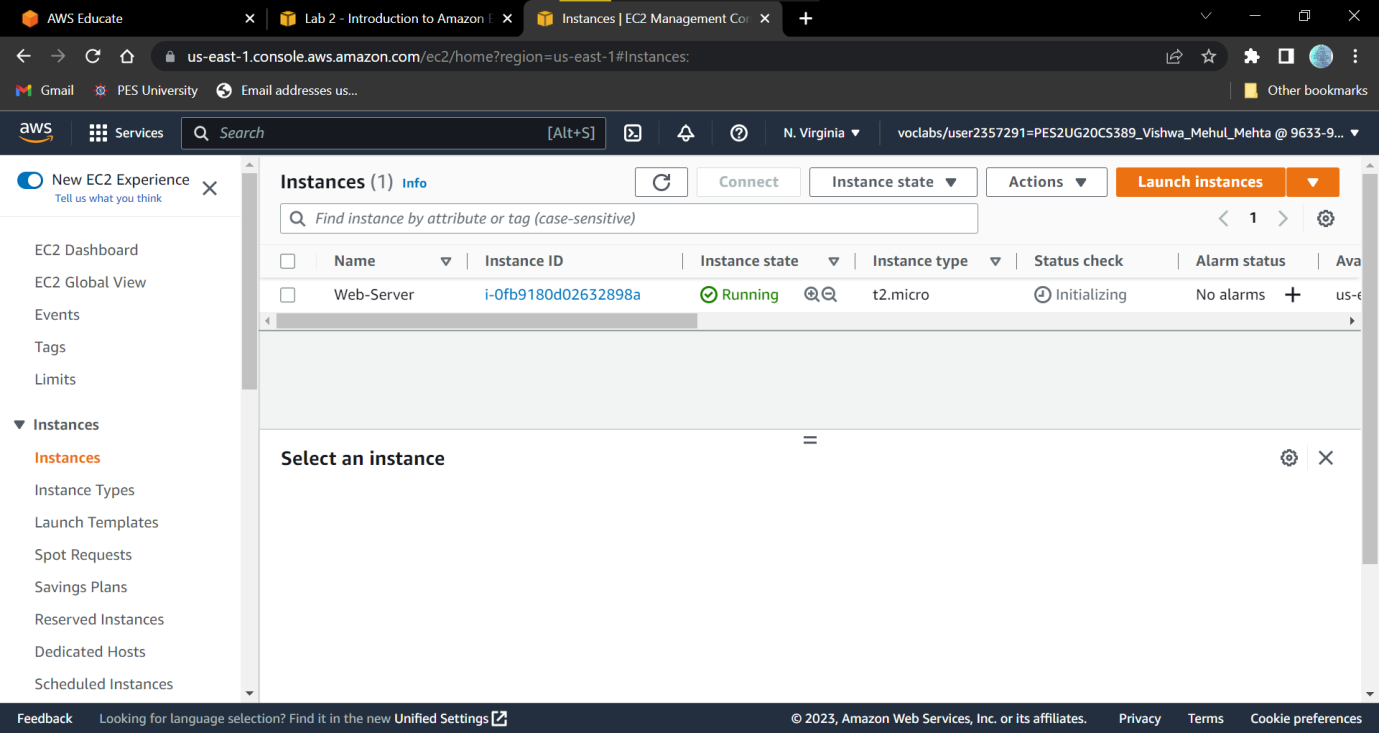 AWS Educate
Lab 2 - Introduction to Amazon E
Instances | EC2 Management Con
us-east-1.console.aws.amazon.com/ec2/home?region=us-east-1#Instances:
Gmail PES University Email addresses us... Other bookmarks
aws Services Search [Alt+S] N. Virginia voclabs/user2357291=PES2UG20CS389_Vishwa_Mehul_Mehta @ 9633-9...
New EC2 Experience
Tell us what you think
EC2 Dashboard
EC2 Global View
Events
Tags
Limits
Instances
Instances
Instance Types
Launch Templates
Spot Requests
Savings Plans
Reserved Instances
Dedicated Hosts
Scheduled Instances
Instances (1) Info Connect Instance state Actions Launch instances
Find instance by attribute or tag (case-sensitive) 1
Name Instance ID Instance state Instance type Status check Alarm status Ava
Web-Server i-0fb9180d02632898a Running t2.micro Initializing No alarms + us-e
Select an instance
Feedback Looking for language selection? Find it in the new Unified Settings © 2023, Amazon Web Services, Inc. or its affiliates. Privacy Terms Cookie preferences